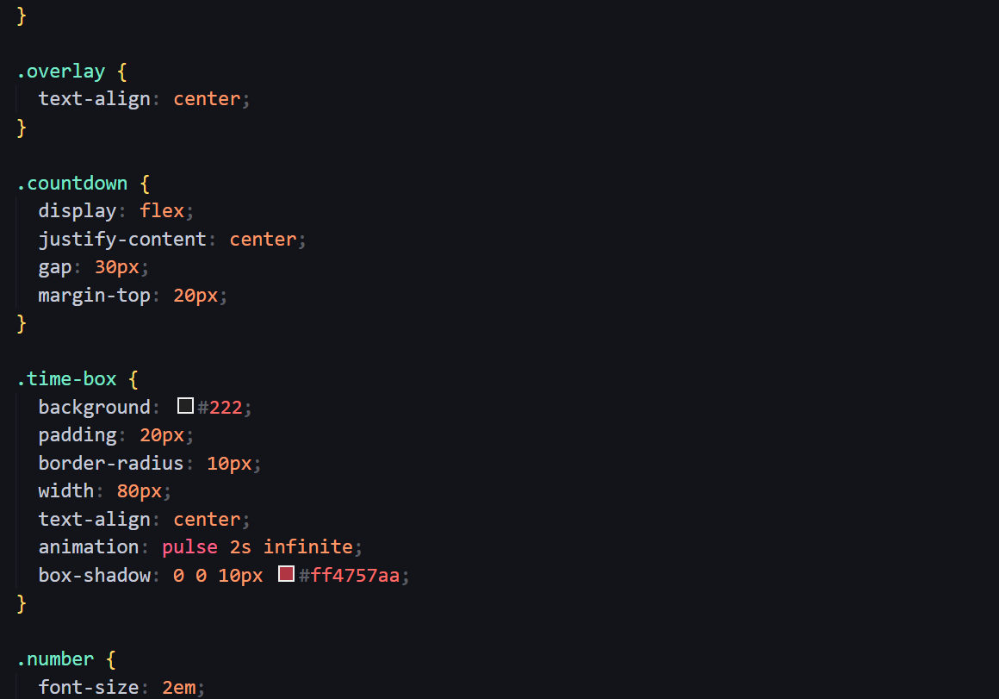 }
.overlay {
text-align: center;
}
.countdown {
display: flex;
justify-content: center;
gap: 30px;
margin-top: 20px;
}
.time-box {
background: #222;
padding: 20px;
border-radius: 10px;
width: 80px;
text-align: center;
animation: pulse 2s infinite;
box-shadow: 0 0 10px #ff4757aa;
}
.number {
font-size: 2em;